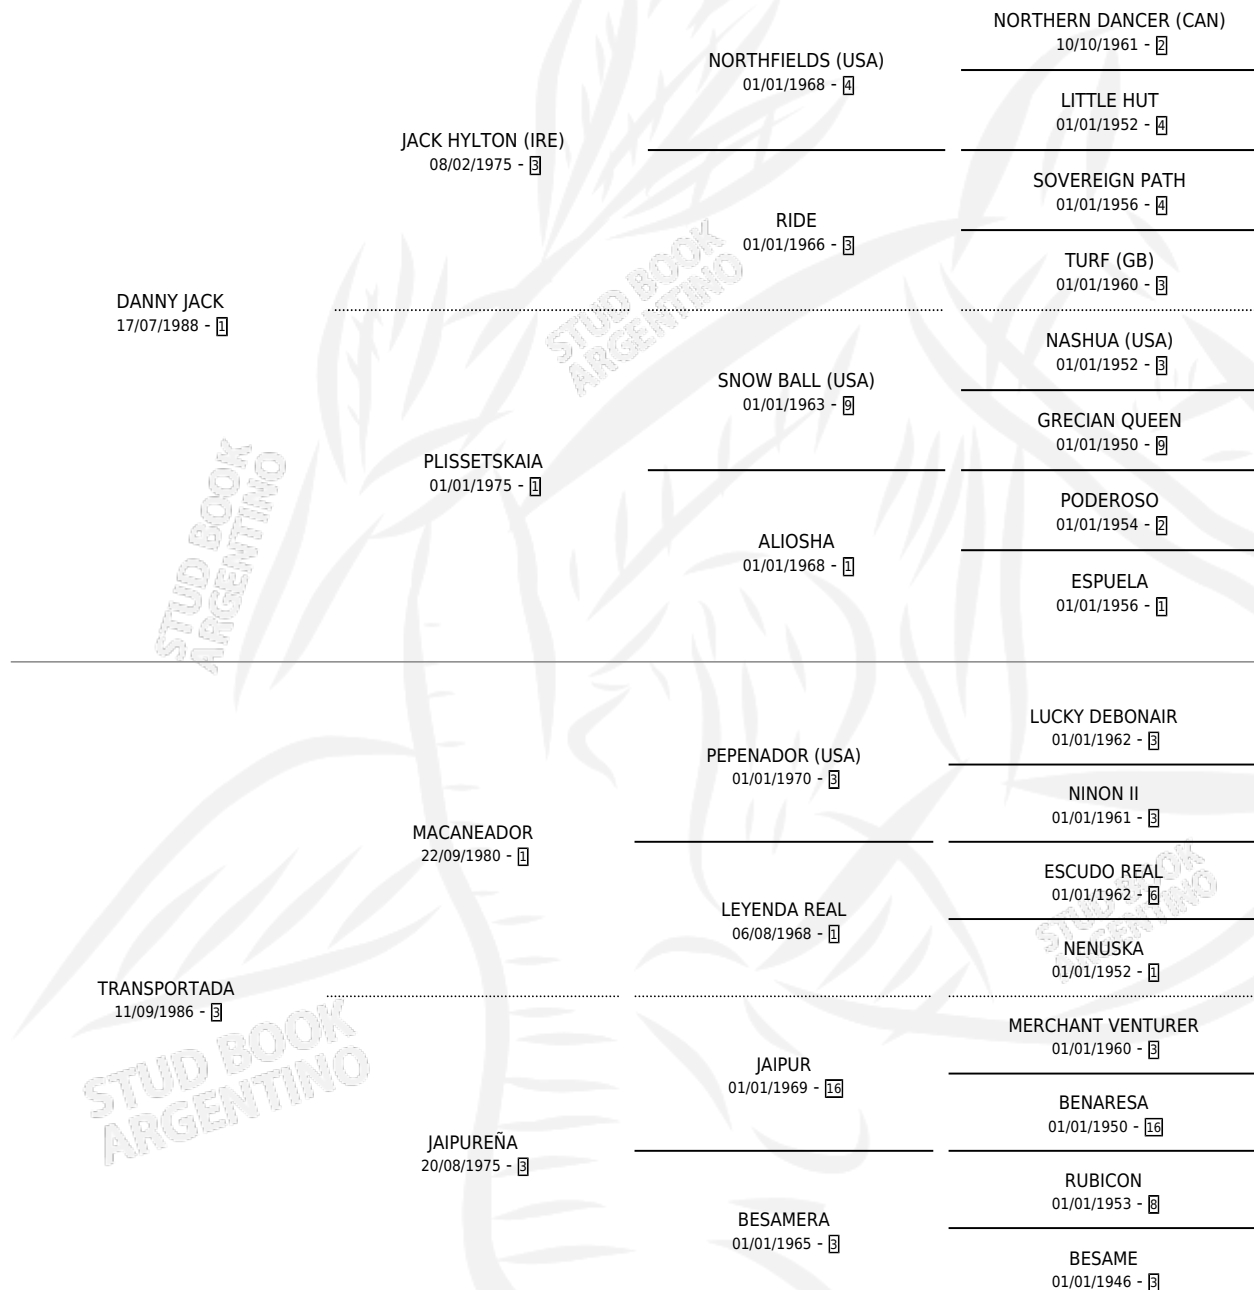 NORTHERN DANCER (CAN)
10/10/1961 - 2
NORTHFIELDS (USA)
01/01/1968 - 4
LITTLE HUT
01/01/1952 - 4
JACK HYLTON (IRE)
08/02/1975 - 3
SOVEREIGN PATH
01/01/1956 - 4
RIDE
01/01/1966 - 3
TURF (GB)
01/01/1960 - 3
DANNY JACK
17/07/1988 - 1
NASHUA (USA)
01/01/1952 - 3
SNOW BALL (USA)
01/01/1963 - 9
GRECIAN QUEEN
01/01/1950 - 9
PLISSETSKAIA
01/01/1975 - 1
PODEROSO
01/01/1954 - 2
ALIOSHA
01/01/1968 - 1
ESPUELA
01/01/1956 - 1
LUCKY DEBONAIR
01/01/1962 - 3
PEPENADOR (USA)
01/01/1970 - 3
NINON II
01/01/1961 - 3
MACANEADOR
22/09/1980 - 1
ESCUDO REAL
01/01/1962 - 6
LEYENDA REAL
06/08/1968 - 1
NENUSKA
01/01/1952 - 1
TRANSPORTADA
11/09/1986 - 3
MERCHANT VENTURER
01/01/1960 - 3
JAIPUR
01/01/1969 - 16
BENARESA
01/01/1950 - 16
JAIPUREÑA
20/08/1975 - 3
RUBICON
01/01/1953 - 8
BESAMERA
01/01/1965 - 3
BESAME
01/01/1946 - 3
STUD BOOK
ARGENTINO
STUD BOOK
ARGENTINO
STUD BOOK
ARGENTINO
STUD BOOK
ARGENTINO